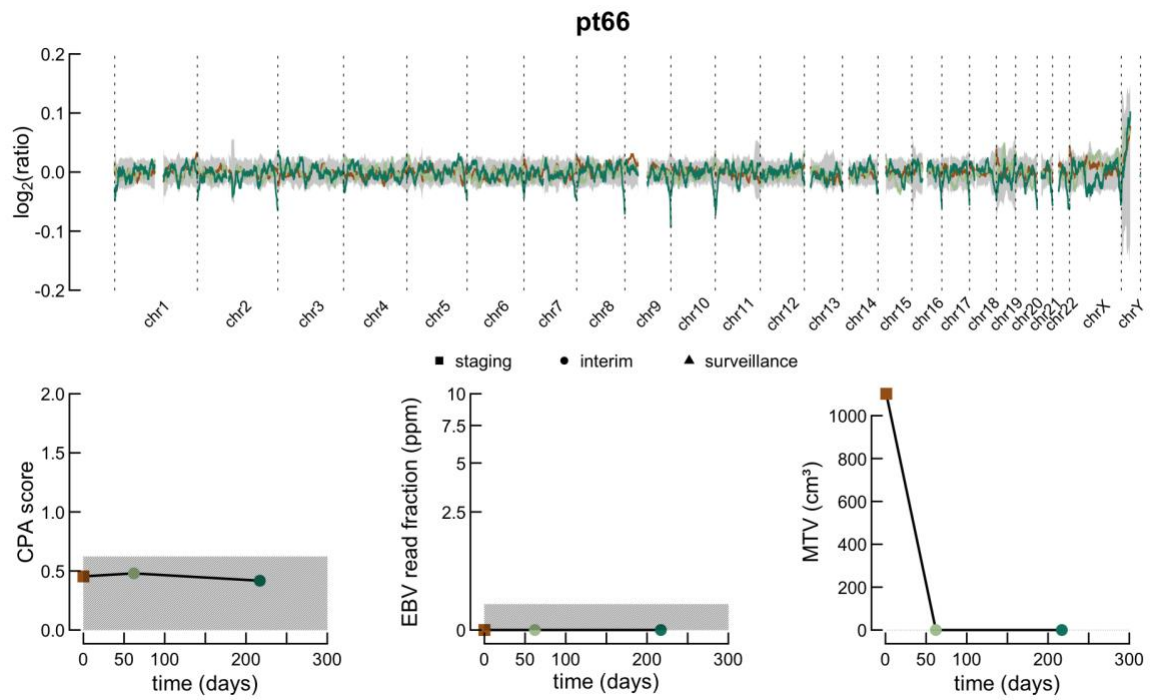 pt66
0.2
0.1
0.0
-0.1
-0.2
log2(ratio)
chr1 chr2 chr3 chr4 chr5 chr6 chr7 chr8 chr9 chr10 chr11 chr12 chr13 chr14 chr15 chr16 chr17 chr18 chr19 chr20 chr21 chr22 chrX chrY
staging interim surveillance
2.0
1.5
1.0
0.5
0.0
CPA score
0 50 100 200 300
time (days)
10
7.5
5
2.5
0
EBV read fraction (ppm)
0 50 100 200 300
time (days)
1000
800
600
400
200
0
MTV (cm³)
0 50 100 200 300
time (days)